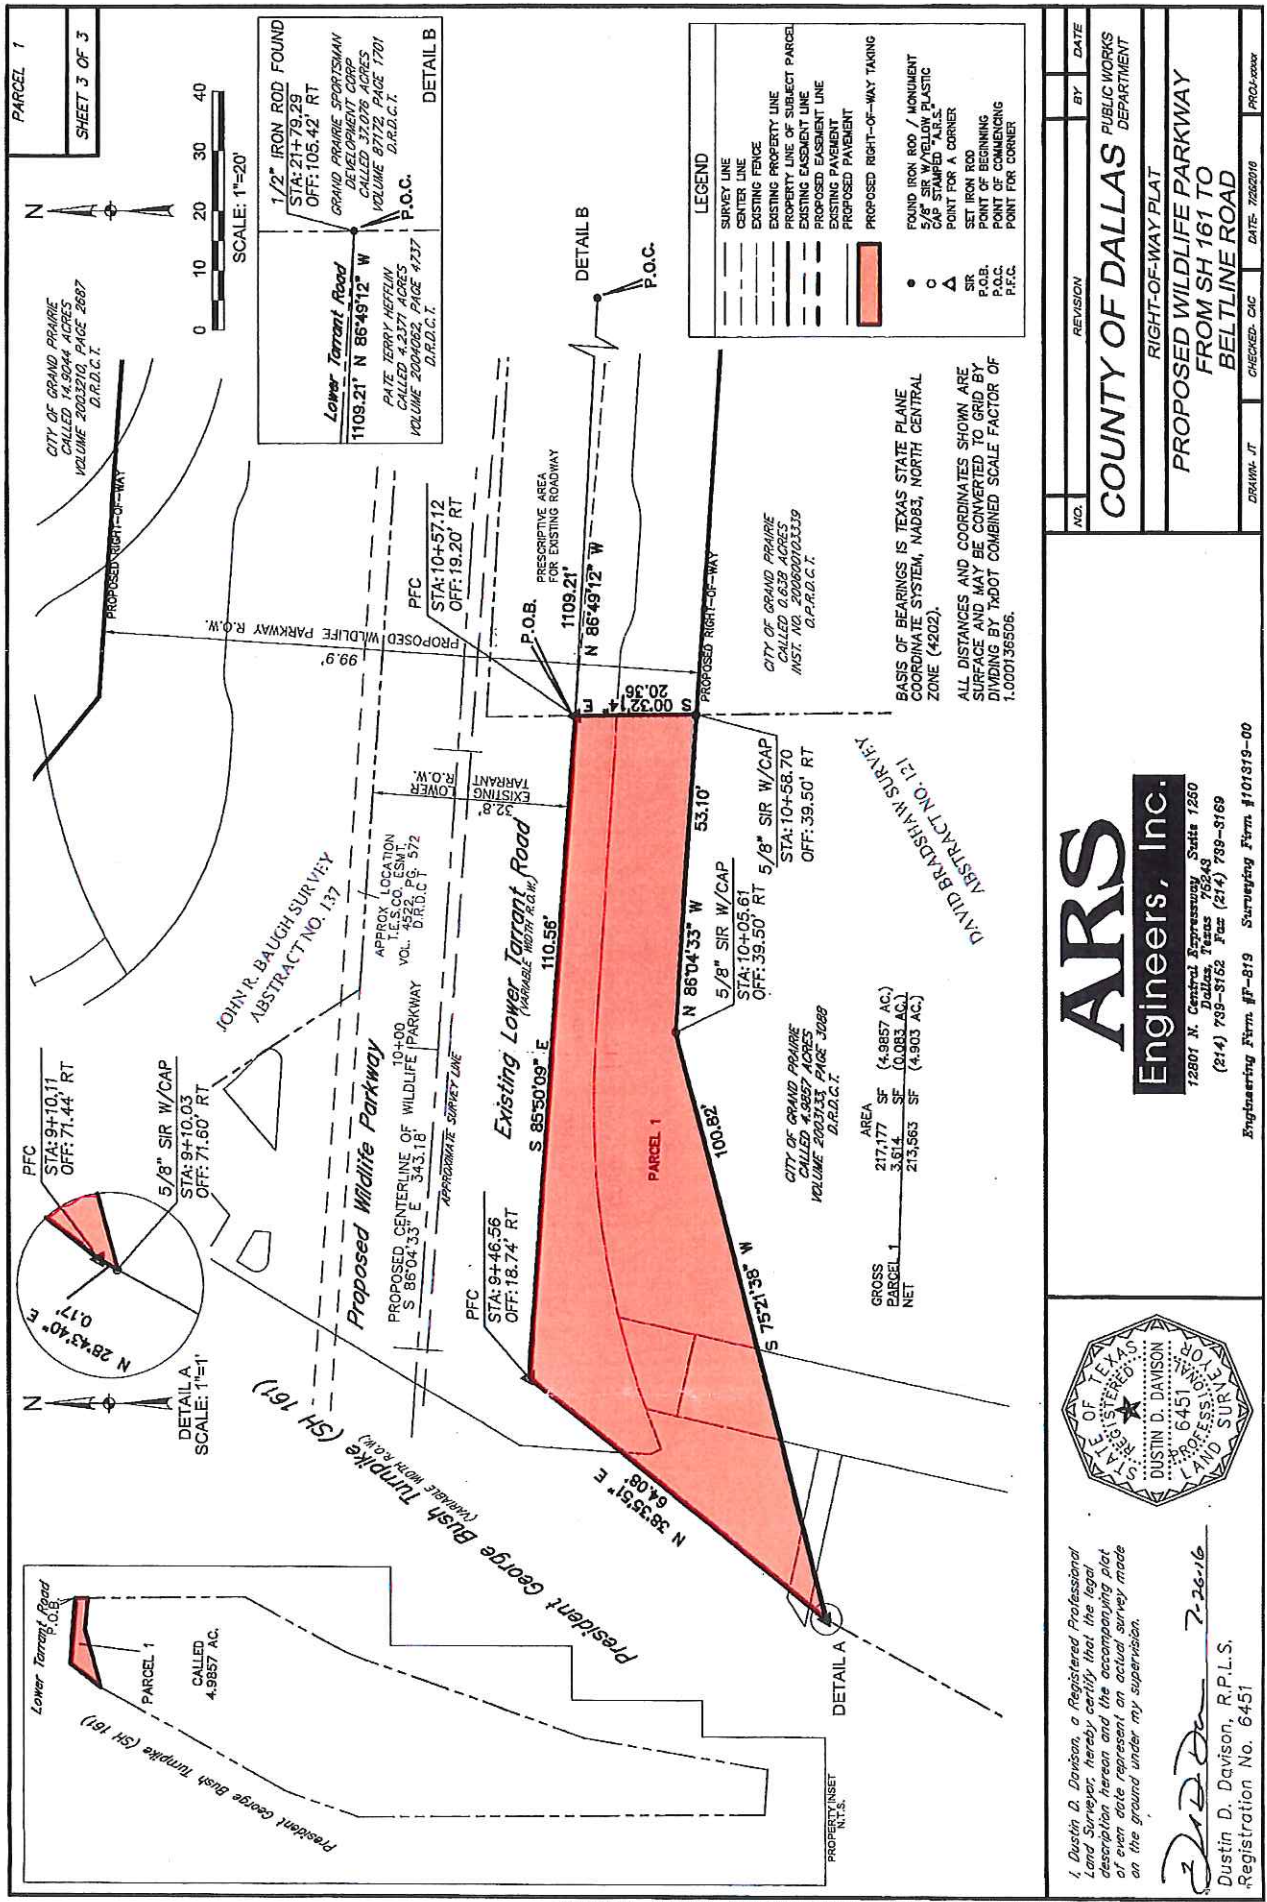 PARCEL 1
SHEET 3 OF 3
N
0 10 20 30 40
SCALE: 1"=20'
1/2" IRON ROD FOUND
STA:21+79.29
OFF:105.42' RT
GRAND PRAIRIE SPORTSMAN
DEVELOPMENT CORP
CALLED 37.076 ACRES
VOLUME 87172, PAGE 1701
D.R.D.C.T.
P.O.C.
Lower Tarrant Road
1109.21' N 86°49'12" W
PATE TERRY HEFFLIN
CALLED 4.2371 ACRES
VOLUME 2004062, PAGE 4737
D.R.D.C.T.
DETAIL B
CITY OF GRAND PRAIRIE
CALLED 14.9044 ACRES
VOLUME 2003210, PAGE 2687
D.R.D.C.T.
PROPOSED RIGHT-OF-WAY
LEGEND
SURVEY LINE
CENTER LINE
EXISTING FENCE
EXISTING PROPERTY LINE
PROPERTY LINE OF SUBJECT PARCEL
EXISTING EASEMENT LINE
PROPOSED EASEMENT LINE
EXISTING PAVEMENT
PROPOSED PAVEMENT
PROPOSED RIGHT-OF-WAY TAKING
FOUND IRON ROD / MONUMENT
5/8" SIR W/YELLOW PLASTIC
CAP STAMPED "A.R.S."
POINT FOR A CORNER
SIR SET IRON ROD
P.O.B. POINT OF BEGINNING
P.O.C. POINT OF COMMENCING
P.F.C. POINT FOR CORNER
DETAIL B
P.O.C.
PFC
STA:10+57.12
OFF:19.20' RT
P.O.B.
PRESCRIPTIVE AREA
FOR EXISTING ROADWAY
1109.21'
N 86°49'12" W
PROPOSED WILDLIFE PARKWAY R.O.W.
99.9'
S 00°32'14" E
20.36
PROPOSED RIGHT-OF-WAY
CITY OF GRAND PRAIRIE
CALLED 0.638 ACRES
INST. NO. 200600103339
O.P.R.D.C.T.
BASIS OF BEARINGS IS TEXAS STATE PLANE
COORDINATE SYSTEM, NAD83, NORTH CENTRAL
ZONE (4202).
ALL DISTANCES AND COORDINATES SHOWN ARE
SURFACE AND MAY BE CONVERTED TO GRID BY
DIVIDING BY TxDOT COMBINED SCALE FACTOR OF
1.000136506.
EXISTING
LOWER
TARRANT
R.O.W.
32.8'
JOHN R. BAUGH SURVEY
ABSTRACT NO. 137
APPROX LOCATION
T.E.S.CO. ESMT.
VOL. 4522, PG. 572
D.R.D.C.T
Proposed Wildlife Parkway
PROPOSED CENTERLINE OF WILDLIFE PARKWAY
S 86°04'33" E 343.18'
10+00
APPROXIMATE SURVEY LINE
Existing Lower Tarrant Road
(VARIABLE WIDTH R.O.W.)
S 85°50'09" E 110.56'
PARCEL 1
53.10'
N 86°04'33" W
5/8" SIR W/CAP
STA:10+58.70
OFF:39.50' RT
5/8" SIR W/CAP
STA:10+05.61
OFF:39.50' RT
DAVID BRADSHAW SURVEY
ABSTRACT NO. 121
100.82'
S 75°21'38" W
CITY OF GRAND PRAIRIE
CALLED 4.9857 ACRES
VOLUME 2003133, PAGE 3088
D.R.D.C.T.
AREA
GROSS 217,177 SF (4.9857 AC.)
PARCEL 1 3,614 SF (0.083 AC.)
NET 213,563 SF (4.903 AC.)
PFC
STA:9+46.56
OFF:18.74' RT
N 38°35'51" E
64.08'
President George Bush Turnpike (SH 161)
(VARIABLE WIDTH R.O.W.)
PFC
STA:9+10.11
OFF:71.44' RT
5/8" SIR W/CAP
STA:9+10.03
OFF:71.60' RT
N 28°43'40" E
0.17'
N
DETAIL A
SCALE: 1"=1'
DETAIL A
Lower Tarrant Road
P.O.B.
PARCEL 1
CALLED
4.9857 AC.
President George Bush Turnpike (SH 161)
PROPERTY INSET
N.T.S.
NO. REVISION BY DATE
COUNTY OF DALLAS PUBLIC WORKS
DEPARTMENT
RIGHT-OF-WAY PLAT
PROPOSED WILDLIFE PARKWAY
FROM SH 161 TO
BELTLINE ROAD
DRAWN- JT CHECKED- CAC DATE- 7/26/2016 PROJ-xxxxx
ARS
Engineers, Inc.
12801 N. Central Expressway Suite 1250
Dallas, Texas 75243
(214) 739-3152 Fax (214) 739-3169
Engineering Firm #F-819 Surveying Firm #101319-00
STATE OF TEXAS
REGISTERED
DUSTIN D. DAVISON
6451
PROFESSIONAL
LAND SURVEYOR
I, Dustin D. Davison, a Registered Professional
Land Surveyor, hereby certify that the legal
description hereon and the accompanying plat
of even date represent an actual survey made
on the ground under my supervision.
7-26-16
Dustin D. Davison, R.P.L.S.
Registration No. 6451